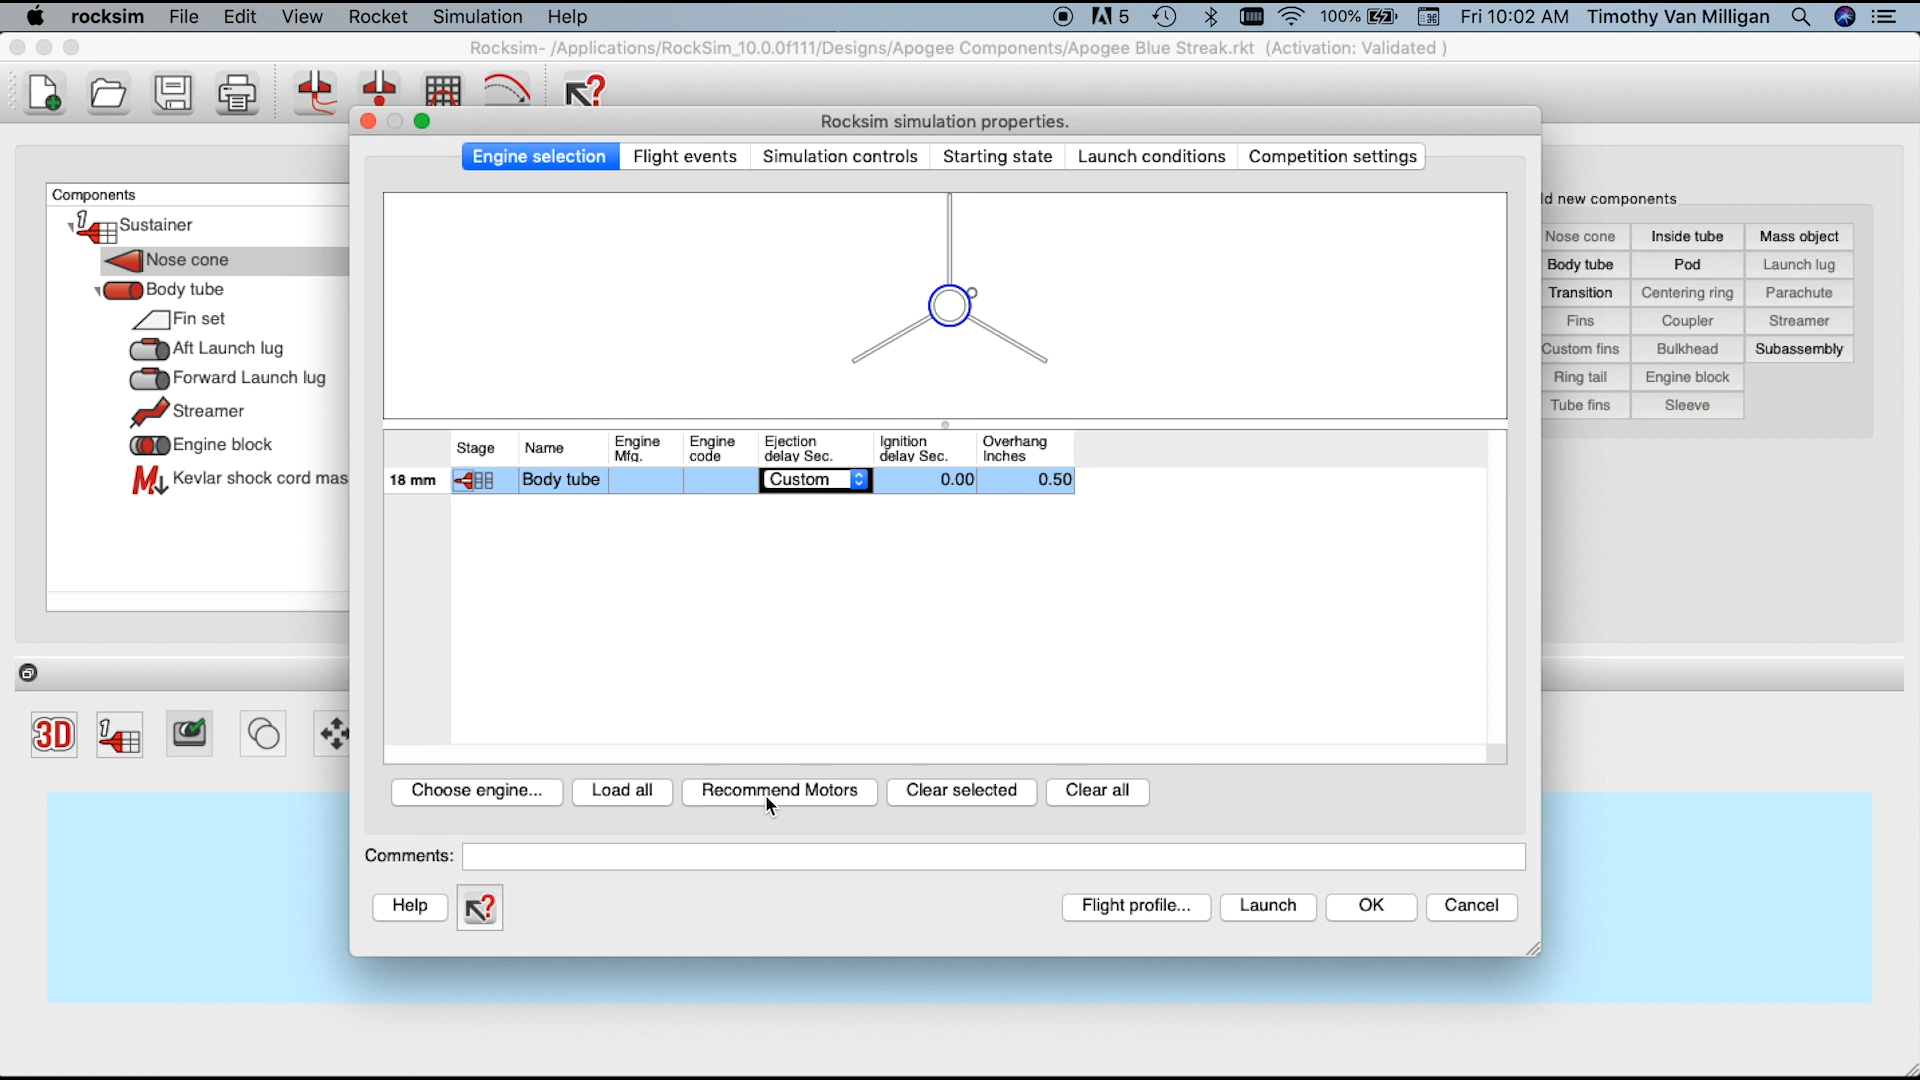 rocksim File Edit View Rocket Simulation Help 5 100% Fri 10:02 AM Timothy Van Milligan
Rocksim- /Applications/RockSim_10.0.0f111/Designs/Apogee Components/Apogee Blue Streak.rkt (Activation: Validated )
Rocksim simulation properties.
Engine selection Flight events Simulation controls Starting state Launch conditions Competition settings
Components
Sustainer
Nose cone
Body tube
Fin set
Aft Launch lug
Forward Launch lug
Streamer
Engine block
Kevlar shock cord mas
ld new components
Nose cone Inside tube Mass object
Body tube Pod Launch lug
Transition Centering ring Parachute
Fins Coupler Streamer
Custom fins Bulkhead Subassembly
Ring tail Engine block
Tube fins Sleeve
Stage Name Engine Mfg. Engine code Ejection delay Sec. Ignition delay Sec. Overhang Inches
18 mm Body tube Custom 0.00 0.50
Choose engine... Load all Recommend Motors Clear selected Clear all
Comments:
Help Flight profile... Launch OK Cancel
3D